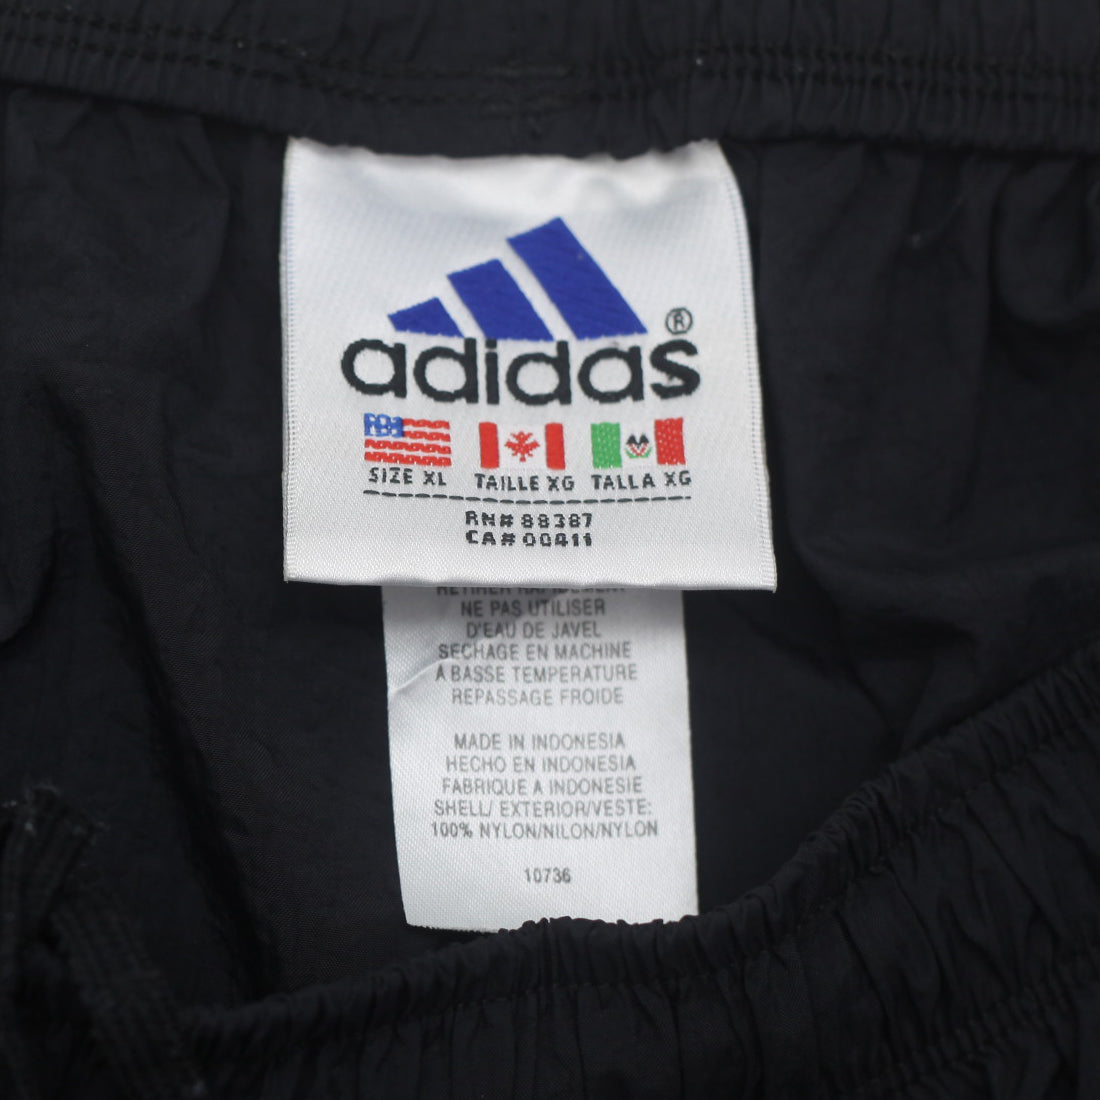 adidas®
SIZE XL TAILLE XG TALLA XG
RN# 88387
CA# 00411
RETIRER RAPIDEMENT
NE PAS UTILISER
D'EAU DE JAVEL
SECHAGE EN MACHINE
A BASSE TEMPERATURE
REPASSAGE FROIDE
MADE IN INDONESIA
HECHO EN INDONESIA
FABRIQUE A INDONESIE
SHELL/ EXTERIOR/VESTE:
100% NYLON/NILON/NYLON
10736